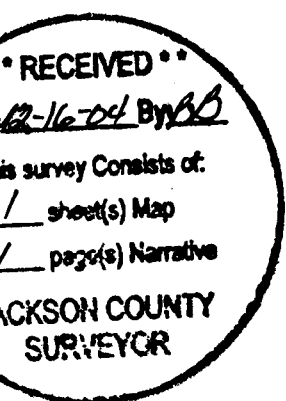 * RECEIVED * *
12-16-04 By BB
is survey Consists of:
1 sheet(s) Map
1 page(s) Narrative
ACKSON COUNTY
SURVEYOR